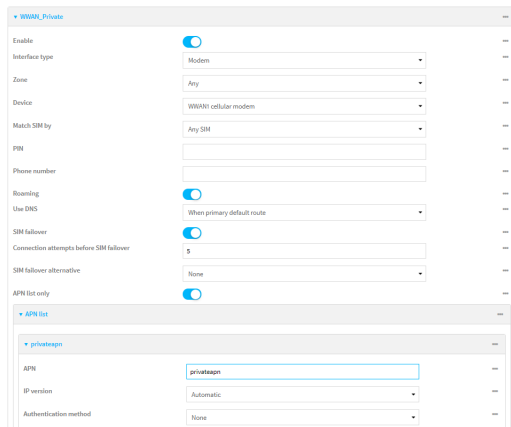 WWAN_Private
Enable
Interface type Modem
Zone Any
Device WWAN1 cellular modem
Match SIM by Any SIM
PIN
Phone number
Roaming
Use DNS When primary default route
SIM failover
Connection attempts before SIM failover 5
SIM failover alternative None
APN list only
APN list
privateapn
APN privateapn
IP version Automatic
Authentication method None